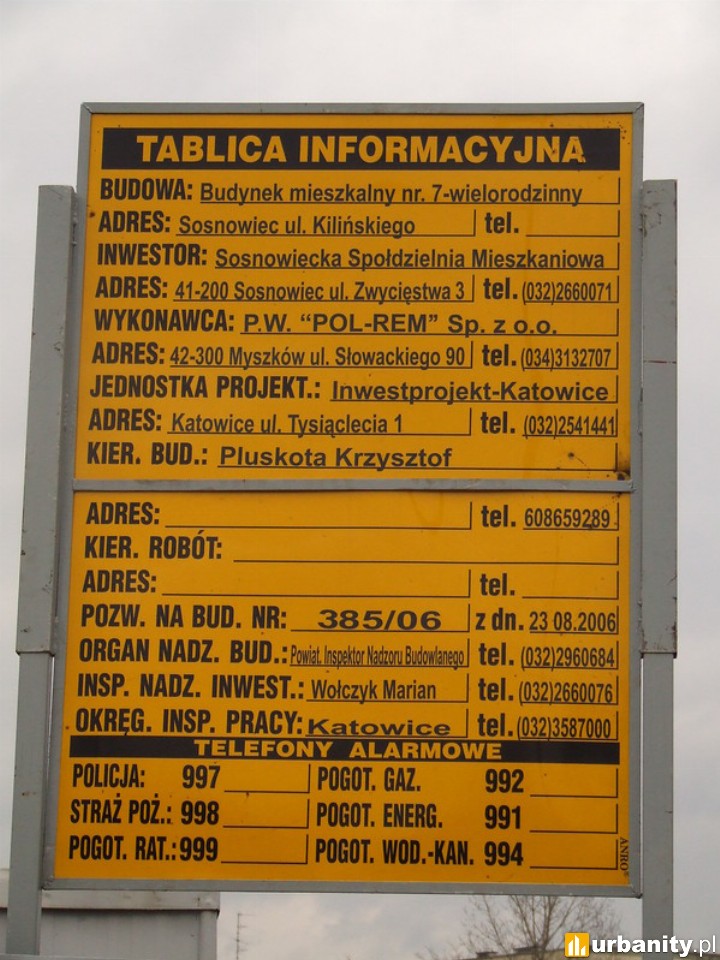 TABLICA INFORMACYJNA
BUDOWA: Budynek mieszkalny nr. 7-wielorodzinny
ADRES: Sosnowiec ul. Kilińskiego tel.
INWESTOR: Sosnowiecka Społdzielnia Mieszkaniowa
ADRES: 41-200 Sosnowiec ul. Zwycięstwa 3 tel. (032)2660071
WYKONAWCA: P.W. “POL-REM” Sp. z o.o.
ADRES: 42-300 Myszków ul. Słowackiego 90 tel. (034)3132707
JEDNOSTKA PROJEKT.: Inwestprojekt-Katowice
ADRES: Katowice ul. Tysiąclecia 1 tel. (032)2541441
KIER. BUD.: Pluskota Krzysztof
ADRES: tel. 608659289
KIER. ROBÓT:
ADRES: tel.
POZW. NA BUD. NR: 385/06 z dn. 23 08.2006
ORGAN NADZ. BUD.: Powiat. Inspektor Nadzoru Budowlanego tel. (032)2960684
INSP. NADZ. INWEST.: Wołczyk Marian tel. (032)2660076
OKRĘG. INSP. PRACY: Katowice tel. (032)3587000
TELEFONY ALARMOWE
POLICJA: 997 POGOT. GAZ. 992
STRAŻ POŻ.: 998 POGOT. ENERG. 991
POGOT. RAT.: 999 POGOT. WOD.-KAN. 994
ANRO
urbanity.pl